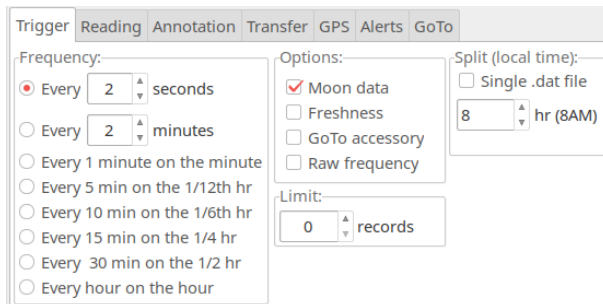 Trigger Reading Annotation Transfer GPS Alerts GoTo
Frequency:
Every 2 seconds
Every 2 minutes
Every 1 minute on the minute
Every 5 min on the 1/12th hr
Every 10 min on the 1/6th hr
Every 15 min on the 1/4 hr
Every  30 min on the 1/2 hr
Every hour on the hour
Options:
Moon data
Freshness
GoTo accessory
Raw frequency
Limit:
0 records
Split (local time):
Single .dat file
8 hr (8AM)